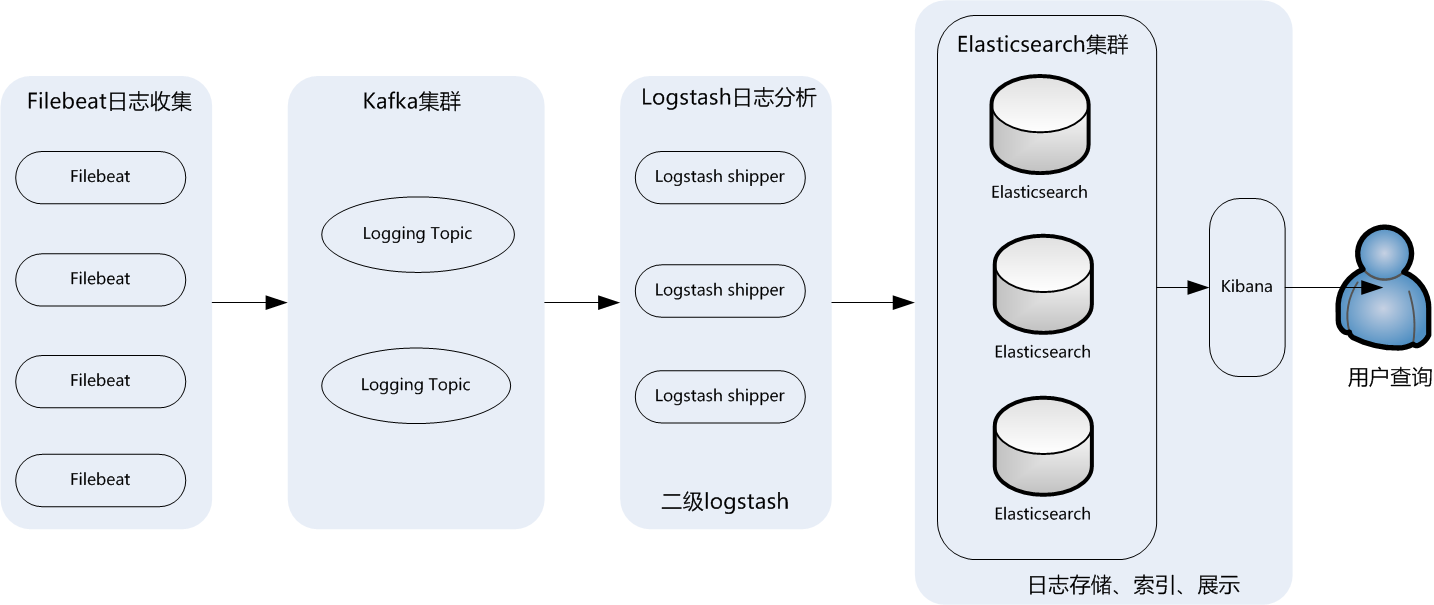 Filebeat日志收集
Filebeat
Filebeat
Filebeat
Filebeat
Kafka集群
Logging Topic
Logging Topic
Logstash日志分析
Logstash shipper
Logstash shipper
Logstash shipper
二级logstash
Elasticsearch集群
Elasticsearch
Elasticsearch
Elasticsearch
日志存储、索引、展示
Kibana
用户查询